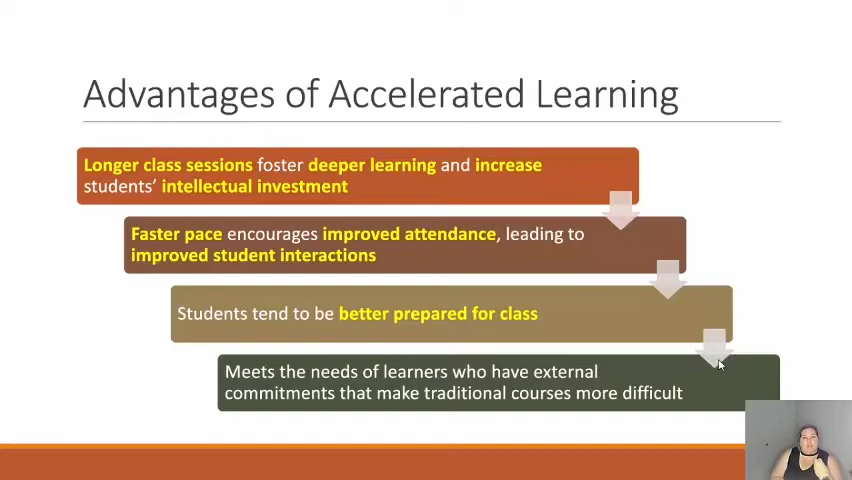 Advantages of Accelerated Learning
Longer class sessions foster deeper learning and increase
students’ intellectual investment
Faster pace encourages improved attendance, leading to
improved student interactions
Students tend to be better prepared for class
Meets the needs of learners who have external
commitments that make traditional courses more difficult